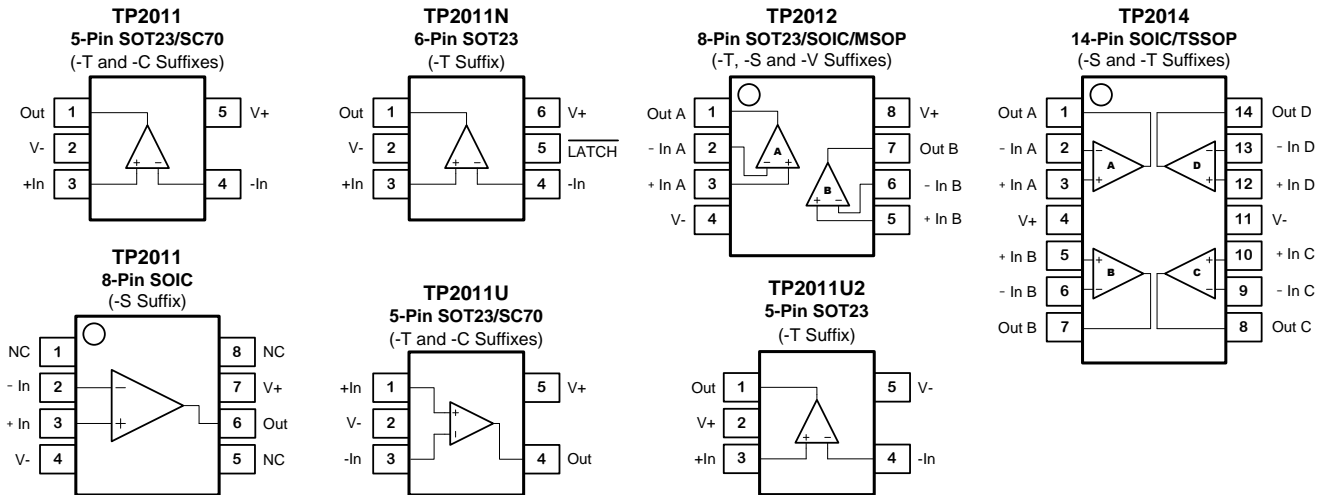 TP2011
5-Pin SOT23/SC70
(-T and -C Suffixes)
Out 1
V- 2
+In 3
5 V+
4 -In
+ −
TP2011N
6-Pin SOT23
(-T Suffix)
Out 1
V- 2
+In 3
6 V+
5 LATCH
4 -In
+ −
TP2012
8-Pin SOT23/SOIC/MSOP
(-T, -S and -V Suffixes)
Out A 1
- In A 2
+ In A 3
V- 4
8 V+
7 Out B
6 - In B
5 + In B
A
− +
B
+ −
TP2014
14-Pin SOIC/TSSOP
(-S and -T Suffixes)
Out A 1
- In A 2
+ In A 3
V+ 4
+ In B 5
- In B 6
Out B 7
14 Out D
13 - In D
12 + In D
11 V-
10 + In C
9 - In C
8 Out C
− −
A D
+ +
+ +
B C
− −
TP2011
8-Pin SOIC
(-S Suffix)
NC 1
- In 2
+ In 3
V- 4
8 NC
7 V+
6 Out
5 NC
−
+
TP2011U
5-Pin SOT23/SC70
(-T and -C Suffixes)
+In 1
V- 2
-In 3
5 V+
4 Out
+
−
TP2011U2
5-Pin SOT23
(-T Suffix)
Out 1
V+ 2
+In 3
5 V-
4 -In
+ −